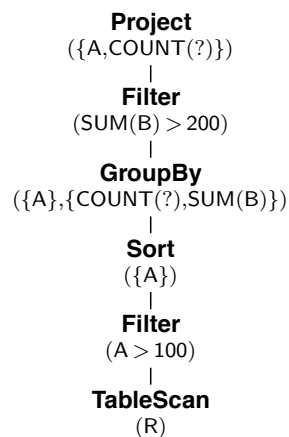 Project
({A,COUNT(?)})
Filter
(SUM(B) > 200)
GroupBy
({A},{COUNT(?),SUM(B)})
Sort
({A})
Filter
(A > 100)
TableScan
(R)